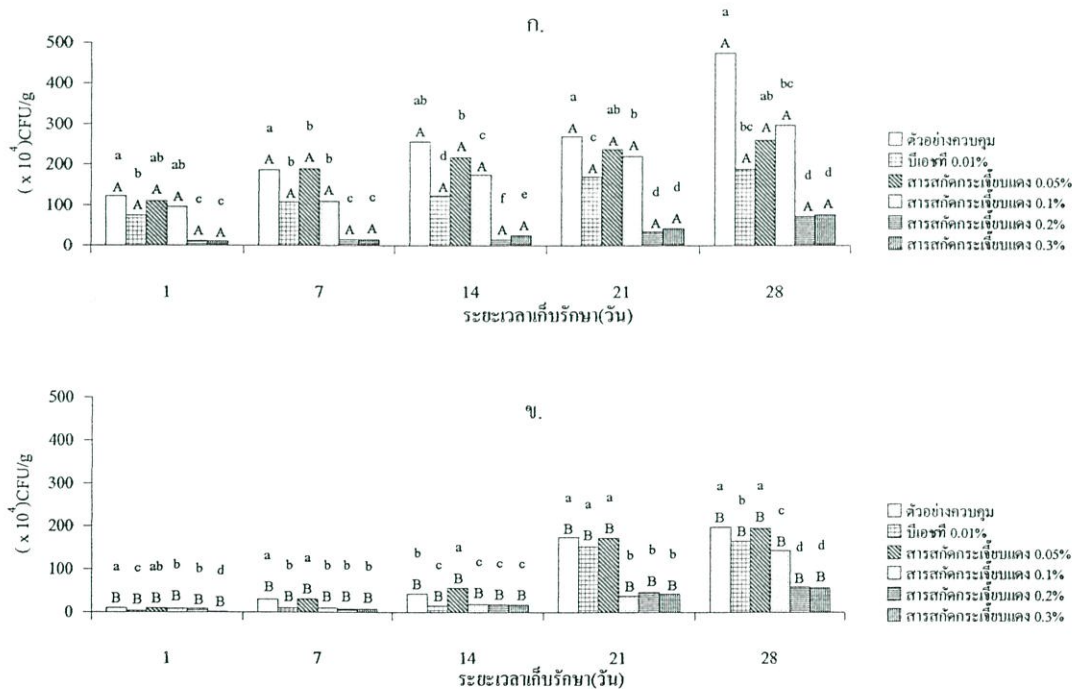 ก.
500
400
300
200
100
0
( x 10⁴)CFU/g
a b ab ab c c
A A A A A A
a b b b c c
A A A A A A
ab d b c f e
A A A A A A
a c ab b d d
A A A A A A
a bc ab bc d d
A A A A A A
1 7 14 21 28
ระยะเวลาเก็บรักษา(วัน)
ตัวอย่างควบคุม
บีเอชที 0.01%
สารสกัดกระเจี๊ยบแดง 0.05%
สารสกัดกระเจี๊ยบแดง 0.1%
สารสกัดกระเจี๊ยบแดง 0.2%
สารสกัดกระเจี๊ยบแดง 0.3%
ข.
500
400
300
200
100
0
( x 10⁴)CFU/g
a c ab b b d
B B B B B B
a b a b b b
B B B B B B
b c a c c c
B B B B B B
a a a b b b
B B B B B B
a b a c d d
B B B B B B
1 7 14 21 28
ระยะเวลาเก็บรักษา(วัน)
ตัวอย่างควบคุม
บีเอชที 0.01%
สารสกัดกระเจี๊ยบแดง 0.05%
สารสกัดกระเจี๊ยบแดง 0.1%
สารสกัดกระเจี๊ยบแดง 0.2%
สารสกัดกระเจี๊ยบแดง 0.3%